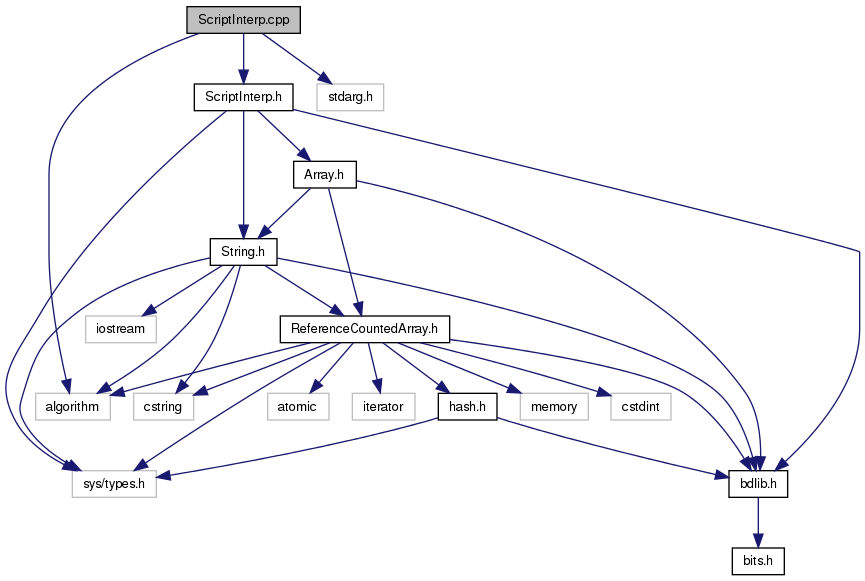 ScriptInterp.cpp
ScriptInterp.h
stdarg.h
Array.h
String.h
iostream
ReferenceCountedArray.h
algorithm
cstring
atomic
iterator
hash.h
memory
cstdint
sys/types.h
bdlib.h
bits.h